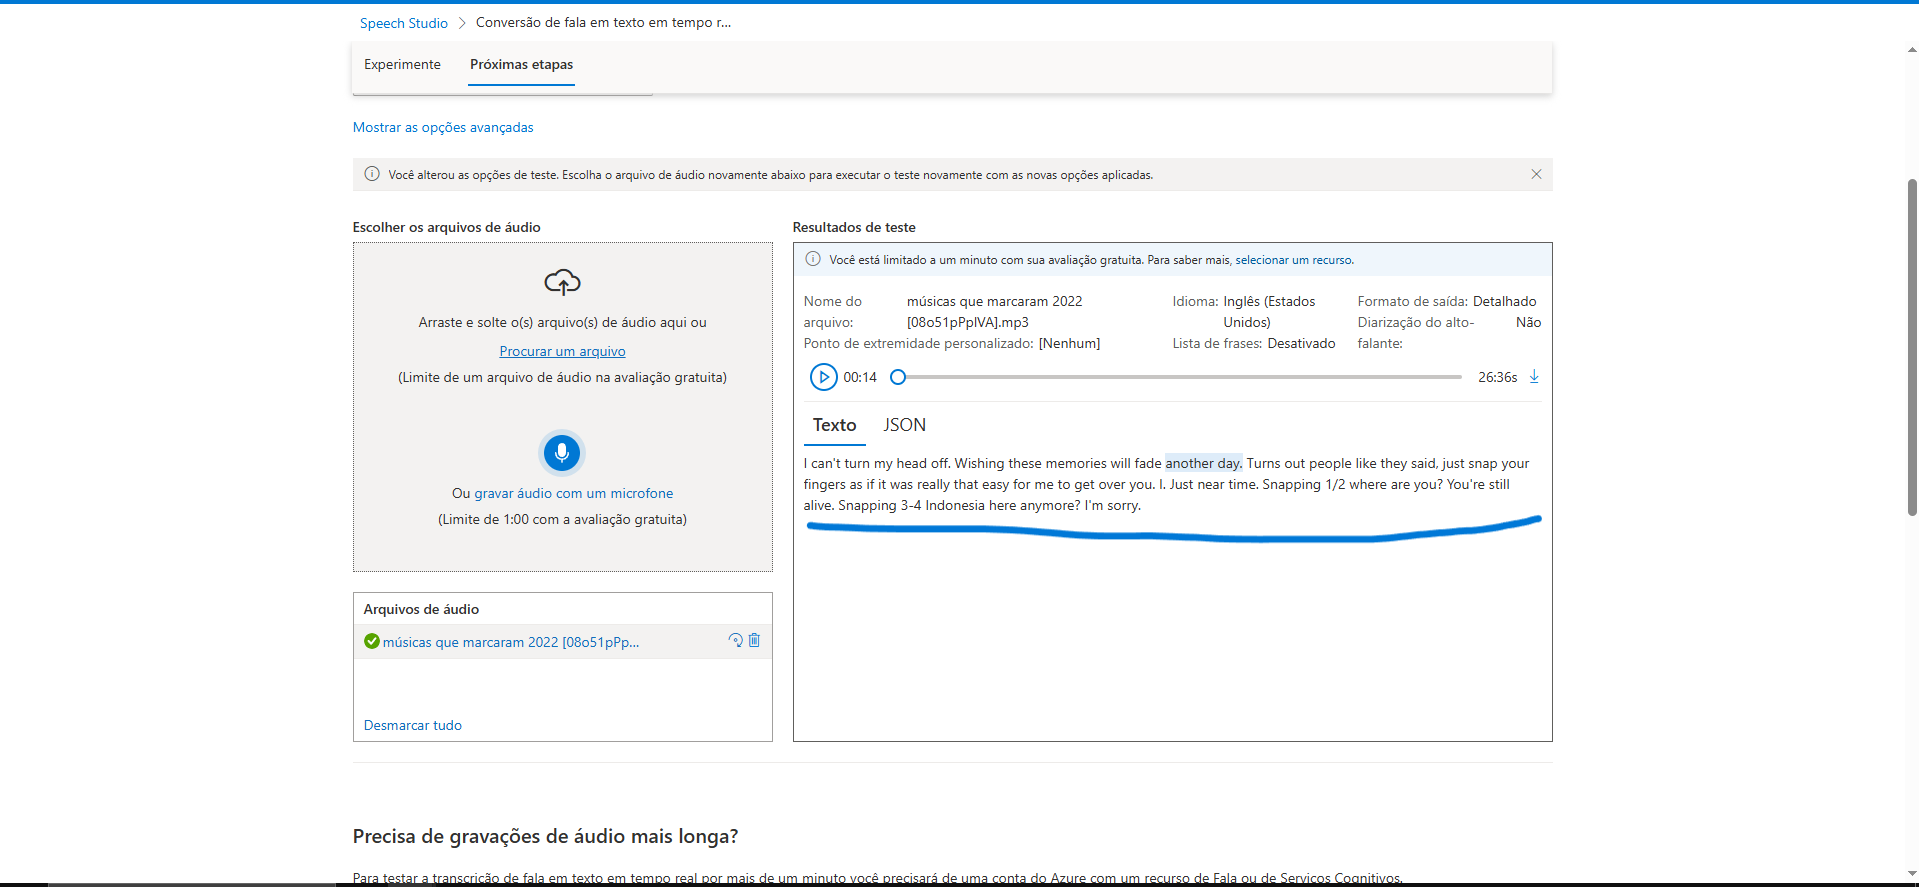 Speech Studio > Conversão de fala em texto em tempo r...
Experimente Próximas etapas
Mostrar as opções avançadas
Você alterou as opções de teste. Escolha o arquivo de áudio novamente abaixo para executar o teste novamente com as novas opções aplicadas.
Escolher os arquivos de áudio
Arraste e solte o(s) arquivo(s) de áudio aqui ou
Procurar um arquivo
(Limite de um arquivo de áudio na avaliação gratuita)
Ou gravar áudio com um microfone
(Limite de 1:00 com a avaliação gratuita)
Arquivos de áudio
músicas que marcaram 2022 [08o51pPp...
Desmarcar tudo
Resultados de teste
Você está limitado a um minuto com sua avaliação gratuita. Para saber mais, selecionar um recurso.
Nome do arquivo: músicas que marcaram 2022
[08o51pPpIVA].mp3
Idioma: Inglês (Estados
Unidos)
Formato de saída: Detalhado
Diarização do alto-falante: Não
Ponto de extremidade personalizado: [Nenhum]
Lista de frases: Desativado
00:14 26:36s
Texto JSON
I can't turn my head off. Wishing these memories will fade another day. Turns out people like they said, just snap your
fingers as if it was really that easy for me to get over you. I. Just near time. Snapping 1/2 where are you? You're still
alive. Snapping 3-4 Indonesia here anymore? I'm sorry.
Precisa de gravações de áudio mais longa?
Para testar a transcrição de fala em texto em tempo real por mais de um minuto você precisará de uma conta do Azure com um recurso de Fala ou de Serviços Cognitivos.